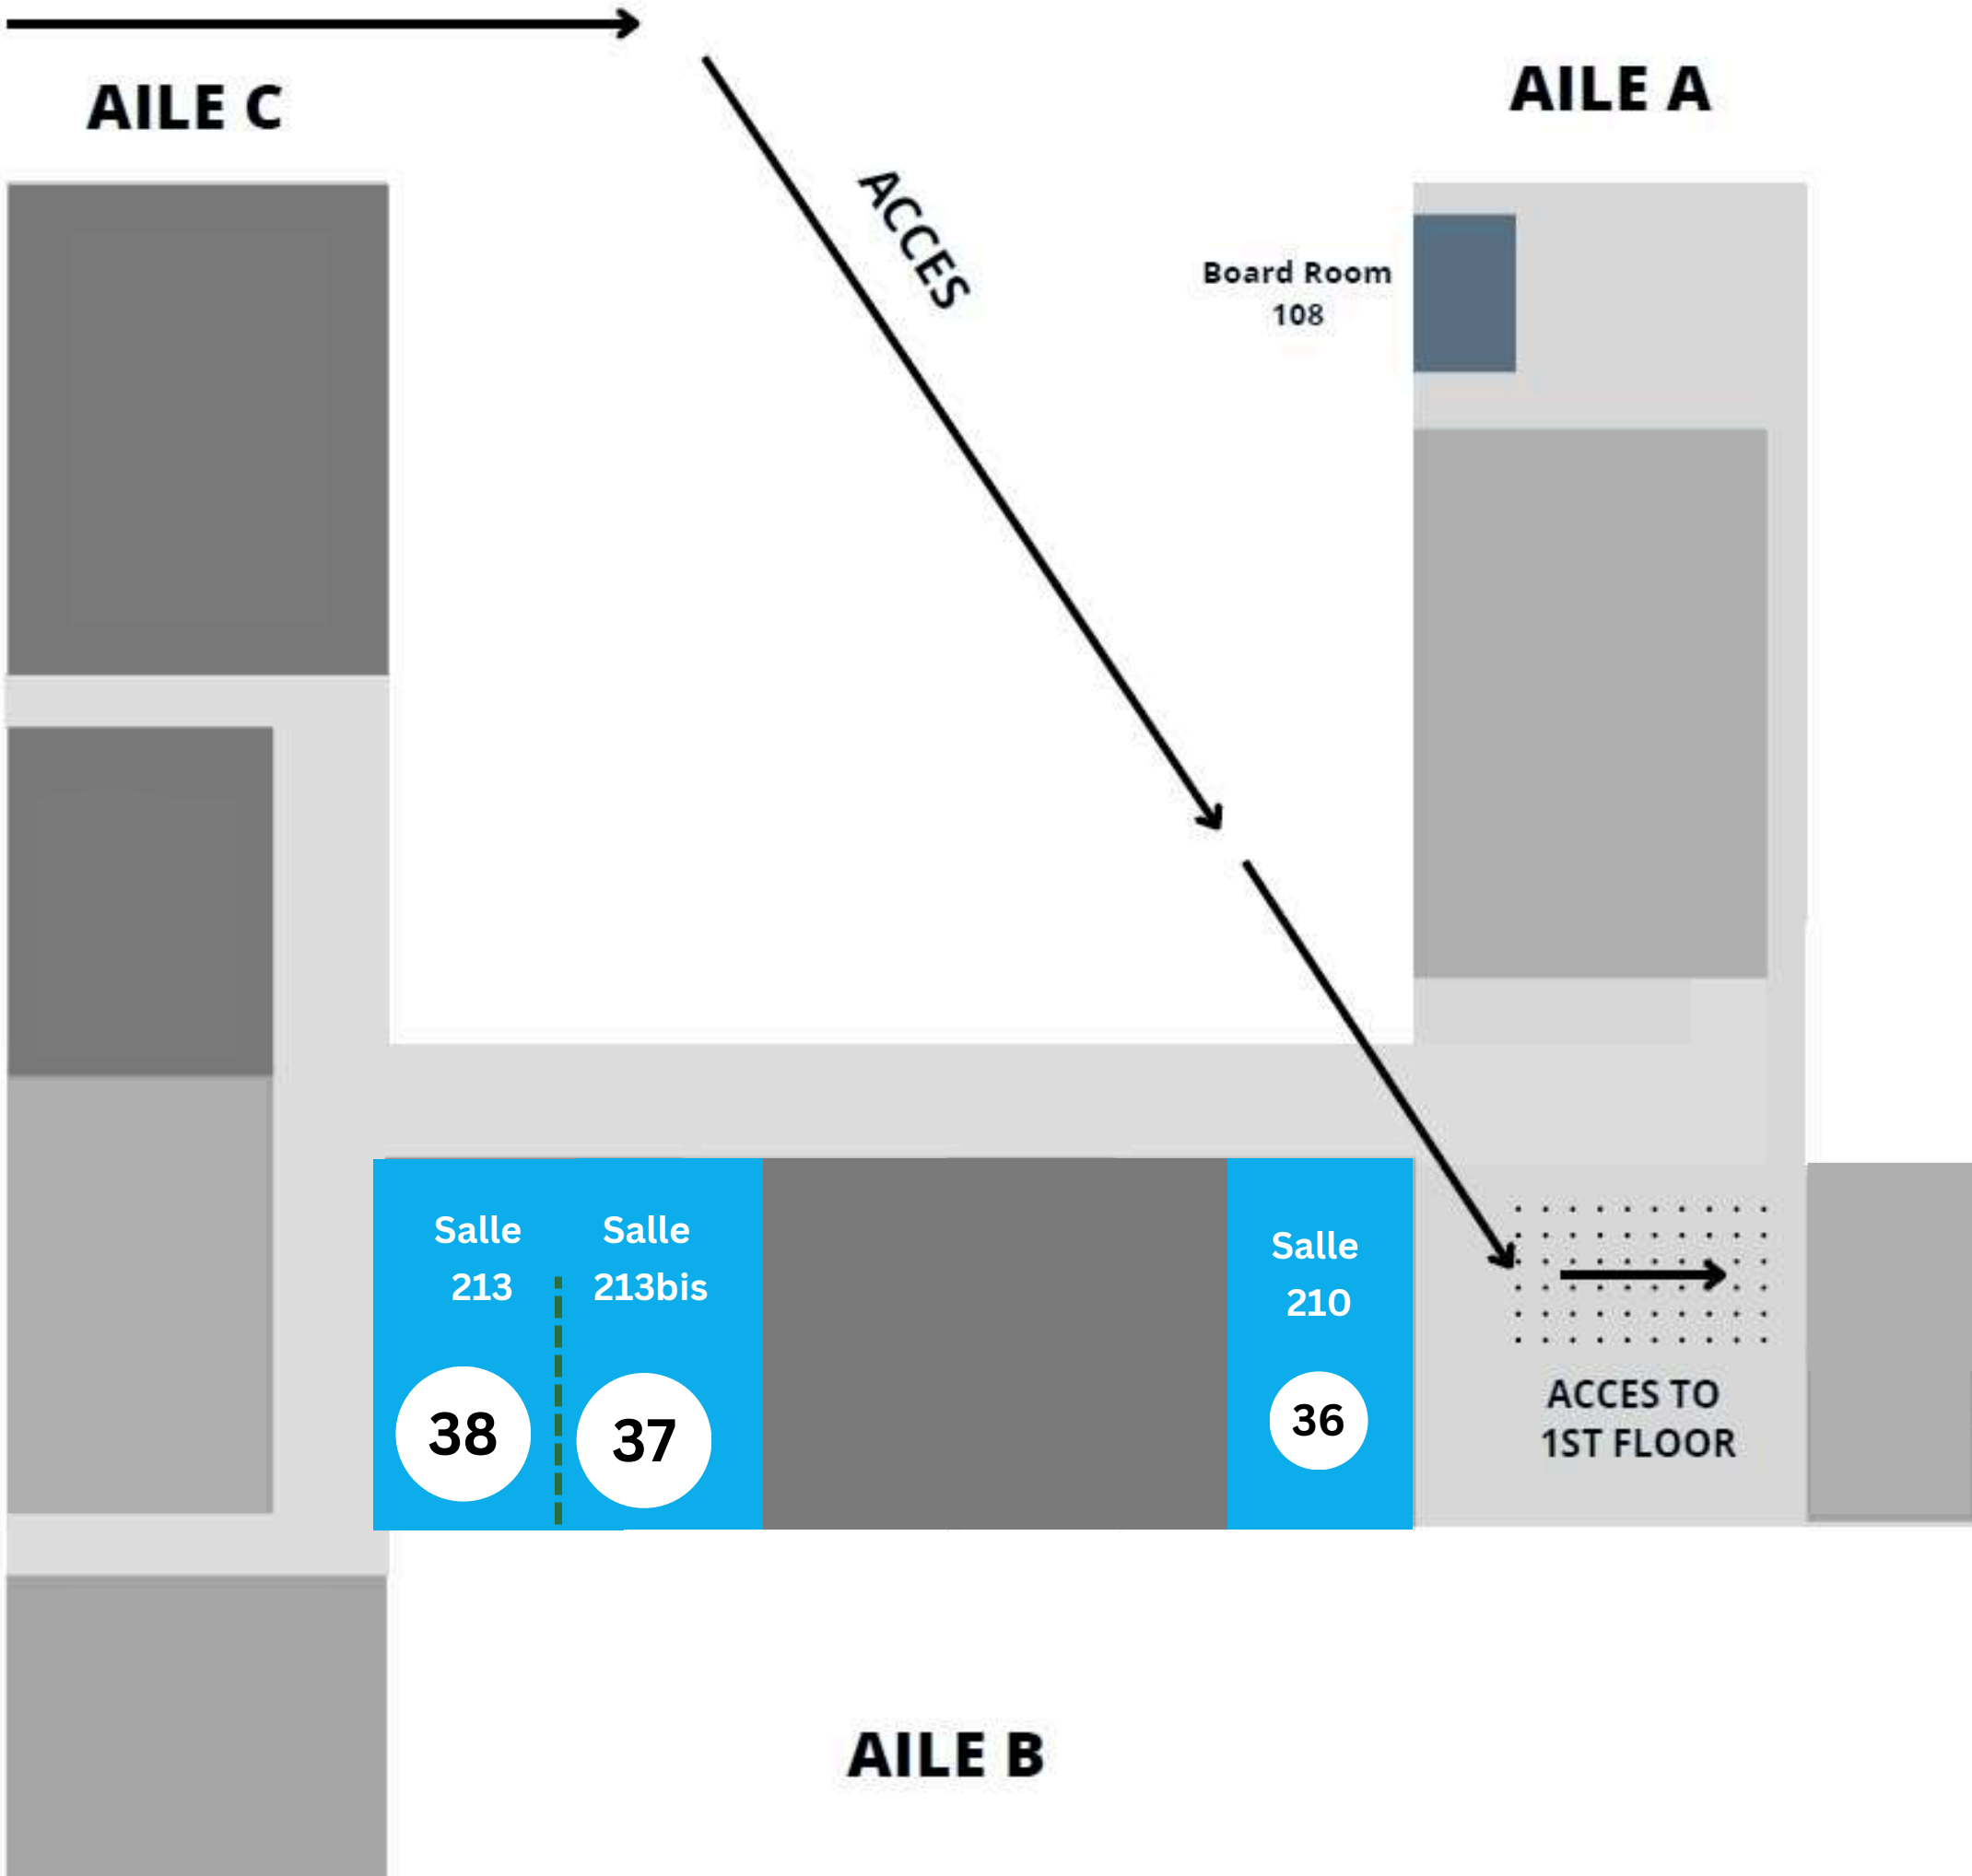 AILE C
AILE A
ACCES
Board Room
108
Salle
213
Salle
213bis
Salle
210
38
37
36
ACCES TO
1ST FLOOR
AILE B